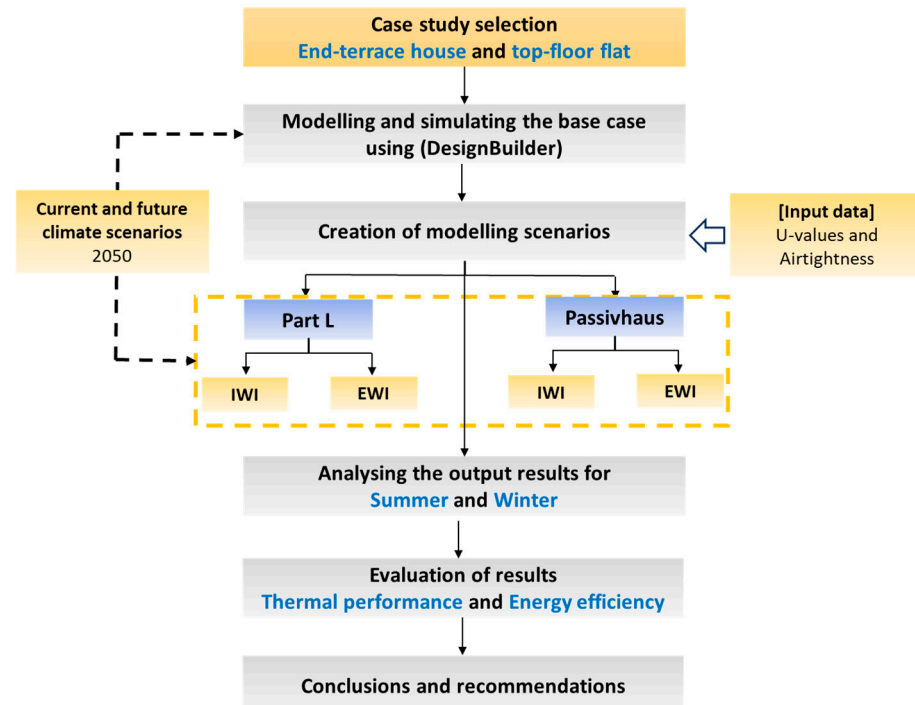 Case study selection
End-terrace house and top-floor flat
Modelling and simulating the base case
using (DesignBuilder)
Current and future
climate scenarios
2050
Creation of modelling scenarios
[Input data]
U-values and
Airtightness
Part L
Passivhaus
IWI
EWI
IWI
EWI
Analysing the output results for
Summer and Winter
Evaluation of results
Thermal performance and Energy efficiency
Conclusions and recommendations